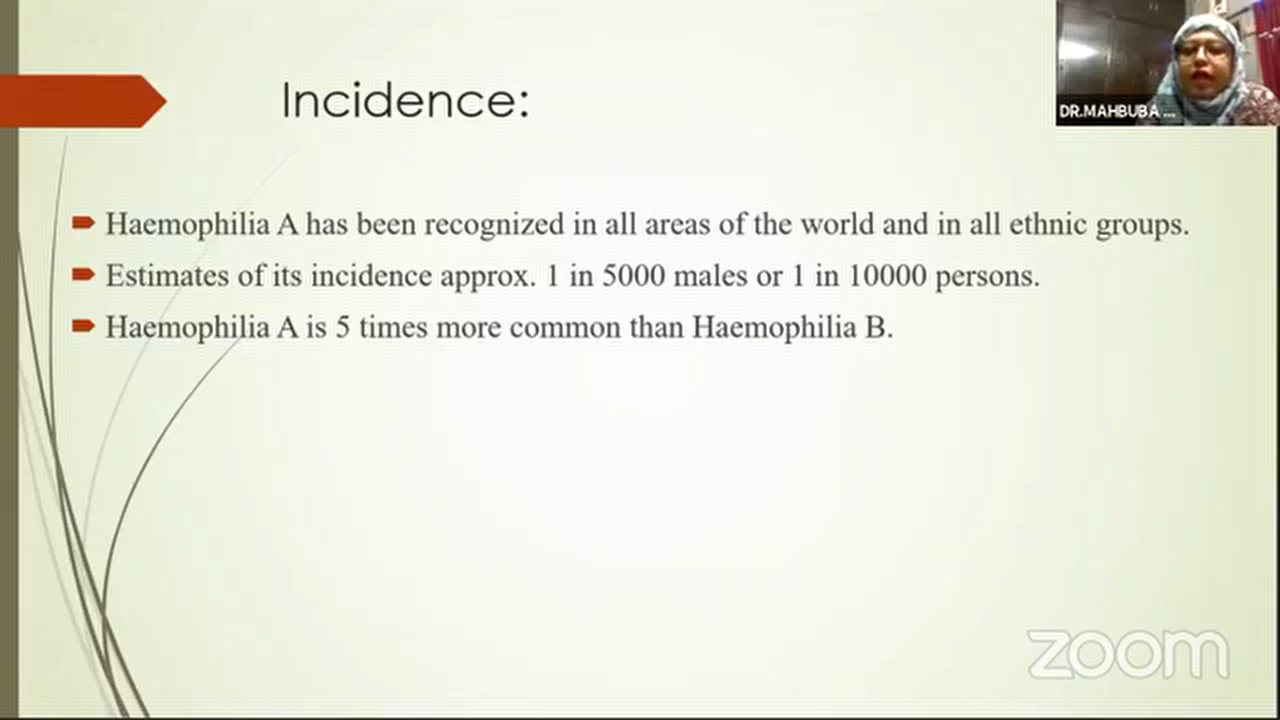 Incidence:
DR.MAHBUBA ...
Haemophilia A has been recognized in all areas of the world and in all ethnic groups.
Estimates of its incidence approx. 1 in 5000 males or 1 in 10000 persons.
Haemophilia A is 5 times more common than Haemophilia B.
zoom